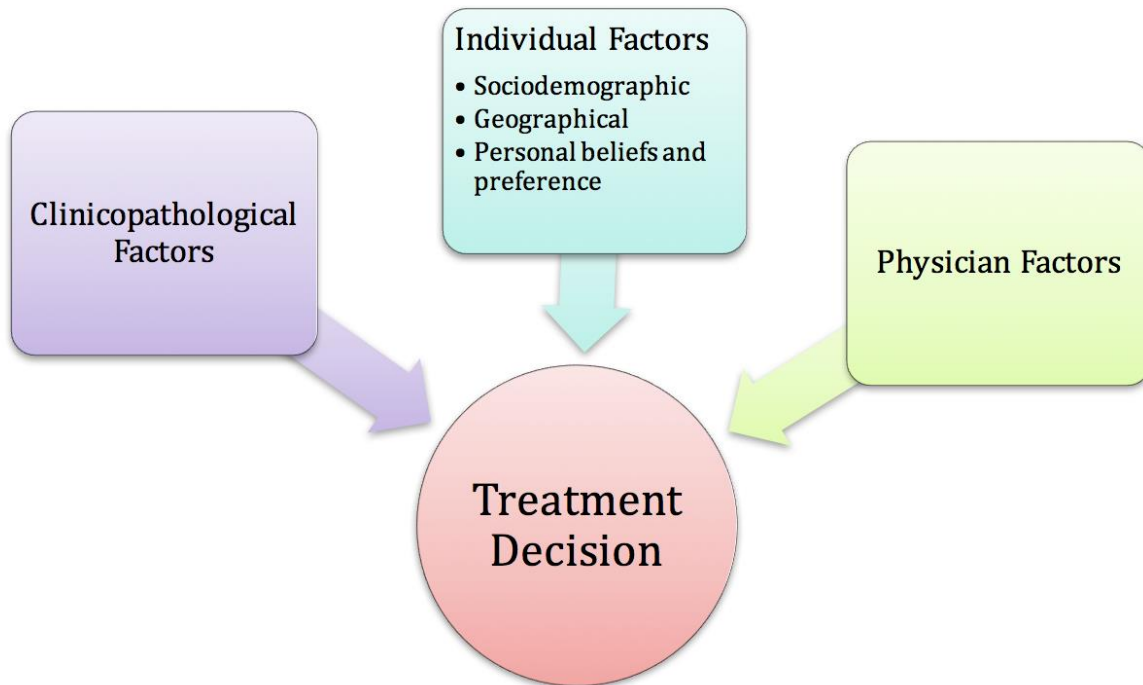 Individual Factors
• Sociodemographic
• Geographical
• Personal beliefs and
preference
Clinicopathological
Factors
Physician Factors
Treatment
Decision